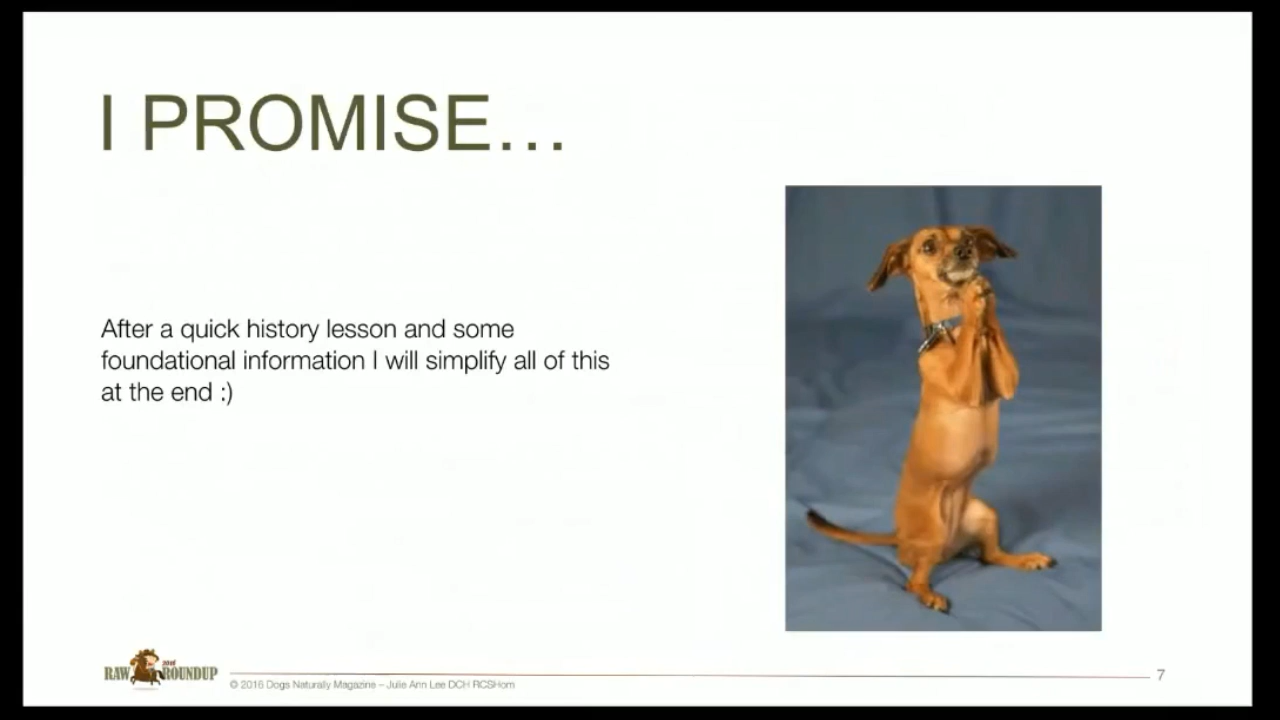 I PROMISE...
After a quick history lesson and some
foundational information I will simplify all of this
at the end :)
RAW 2016 ROUNDUP
© 2016 Dogs Naturally Magazine – Julie Ann Lee DCH RCSHom
7